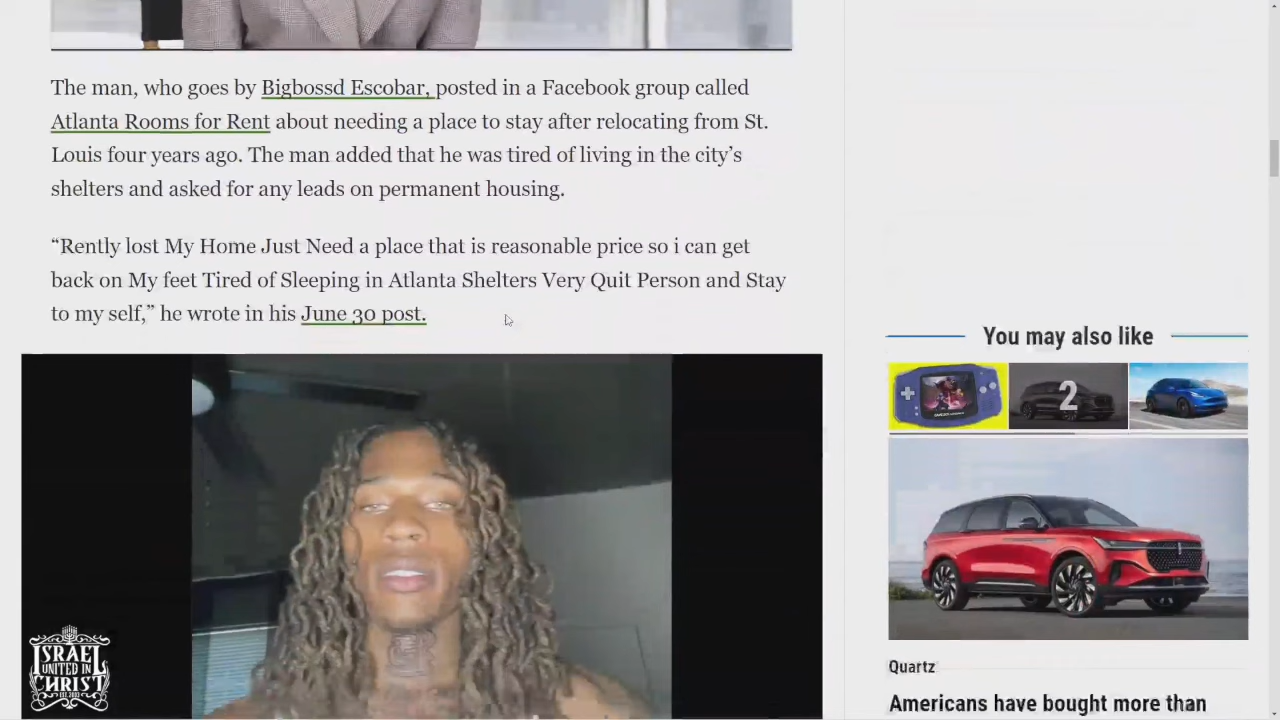 The man, who goes by Bigbossd Escobar, posted in a Facebook group called
Atlanta Rooms for Rent about needing a place to stay after relocating from St.
Louis four years ago. The man added that he was tired of living in the city’s
shelters and asked for any leads on permanent housing.
“Rently lost My Home Just Need a place that is reasonable price so i can get
back on My feet Tired of Sleeping in Atlanta Shelters Very Quit Person and Stay
to my self,” he wrote in his June 30 post.
You may also like
2
Quartz
Americans have bought more than
ISRAEL
UNITED IN
CHRIST